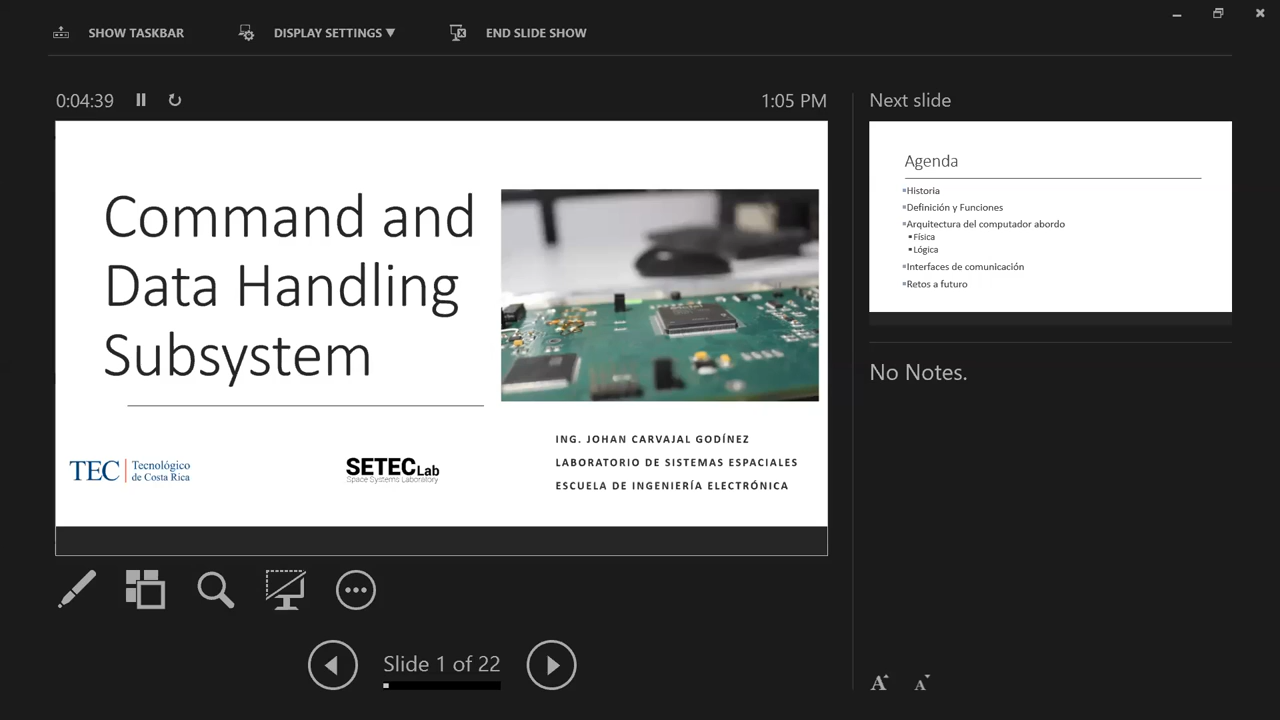 SHOW TASKBAR
DISPLAY SETTINGS ▼
END SLIDE SHOW
0:04:39
1:05 PM
Command and
Data Handling
Subsystem
TEC | Tecnológico
de Costa Rica
SETECLab
Space Systems Laboratory
ING. JOHAN CARVAJAL GODÍNEZ
LABORATORIO DE SISTEMAS ESPACIALES
ESCUELA DE INGENIERÍA ELECTRÓNICA
Slide 1 of 22
Next slide
Agenda
▪Historia
▪Definición y Funciones
▪Arquitectura del computador abordo
▪Física
▪Lógica
▪Interfaces de comunicación
▪Retos a futuro
No Notes.
A A